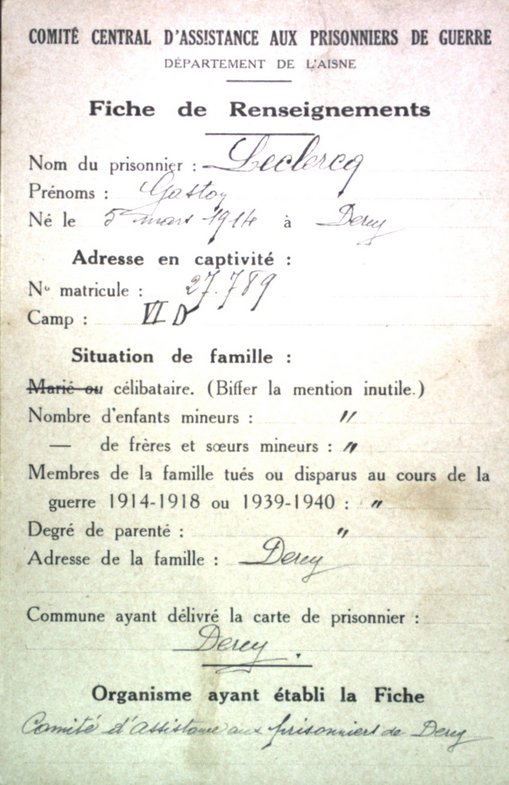 COMITÉ CENTRAL D'ASSISTANCE AUX PRISONNIERS DE GUERRE
DÉPARTEMENT DE L'AISNE
Fiche de Renseignements
Nom du prisonnier : Leclercq
Prénoms : Gaston
Né le 5 mars 1914 à Dercy
Adresse en captivité :
No matricule : 27.789
Camp : VI D
Situation de famille :
Marié ou célibataire. (Biffer la mention inutile.)
Nombre d'enfants mineurs : "
— de frères et sœurs mineurs : "
Membres de la famille tués ou disparus au cours de la
guerre 1914-1918 ou 1939-1940 : "
Degré de parenté : "
Adresse de la famille : Dercy
Commune ayant délivré la carte de prisonnier :
Dercy.
Organisme ayant établi la Fiche
Comité d'assistance aux prisonniers de Dercy